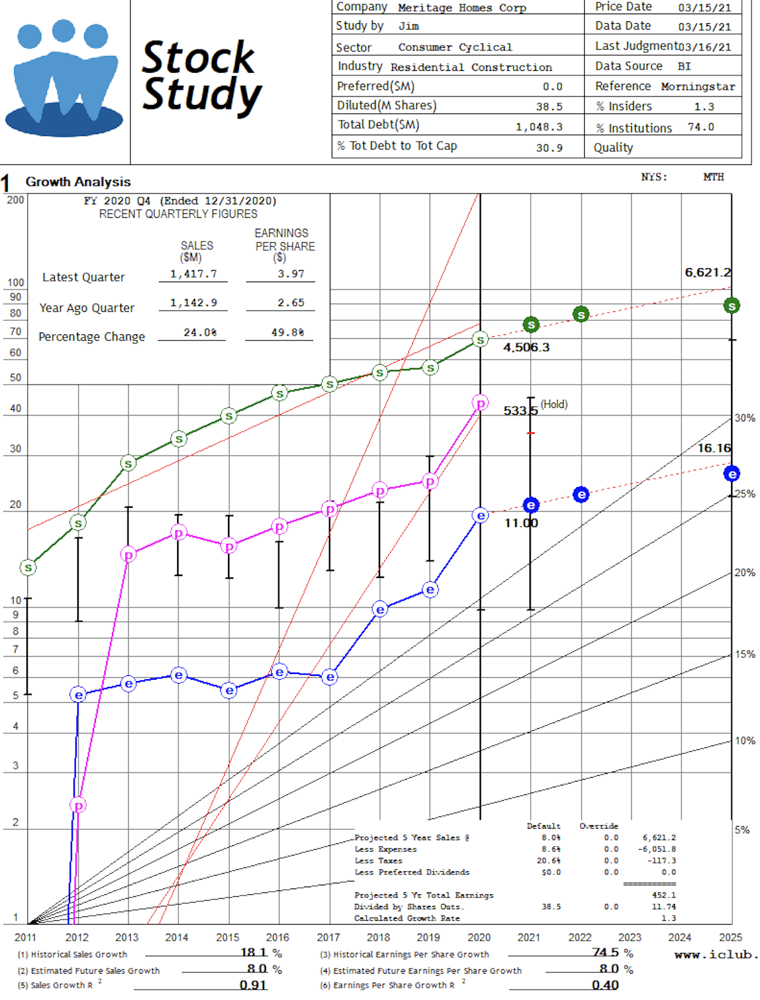 Stock
Study
Company Meritage Homes Corp
Study by Jim
Sector Consumer Cyclical
Industry Residential Construction
Preferred($M) 0.0
Diluted(M Shares) 38.5
Total Debt($M) 1,048.3
% Tot Debt to Tot Cap 30.9
Price Date 03/15/21
Data Date 03/15/21
Last Judgment03/16/21
Data Source BI
Reference Morningstar
% Insiders 1.3
% Institutions 74.0
Quality
1 Growth Analysis
NYS: MTH
FY 2020 Q4 (Ended 12/31/2020)
RECENT QUARTERLY FIGURES
SALES
($M)
EARNINGS
PER SHARE
($)
Latest Quarter 1,417.7 3.97
Year Ago Quarter 1,142.9 2.65
Percentage Change 24.0% 49.8%
200
100
90
80
70
60
50
40
30
20
10
9
8
7
6
5
4
3
2
1
6,621.2
4,506.3
533.5 (Hold)
16.16
11.00
s s s s s s s s s s s s s
p p p p p p p p p
e e e e e e e e e e e e
30%
25%
20%
15%
10%
5%
Default Override
Projected 5 Year Sales @ 8.0% 0.0 6,621.2
Less Expenses 8.6% 0.0 -6,051.8
Less Taxes 20.6% 0.0 -117.3
Less Preferred Dividends $0.0 0.0 0.0
===========
Projected 5 Yr Total Earnings 452.1
Divided by Shares Outs. 38.5 0.0 11.74
Calculated Growth Rate 1.3
2011 2012 2013 2014 2015 2016 2017 2018 2019 2020 2021 2022 2023 2024 2025
(1) Historical Sales Growth 18.1 %
(2) Estimated Future Sales Growth 8.0 %
(5) Sales Growth R 2 0.91
(3) Historical Earnings Per Share Growth 74.5 %
(4) Estimated Future Earnings Per Share Growth 8.0 %
(6) Earnings Per Share Growth R 2 0.40
www.iclub.